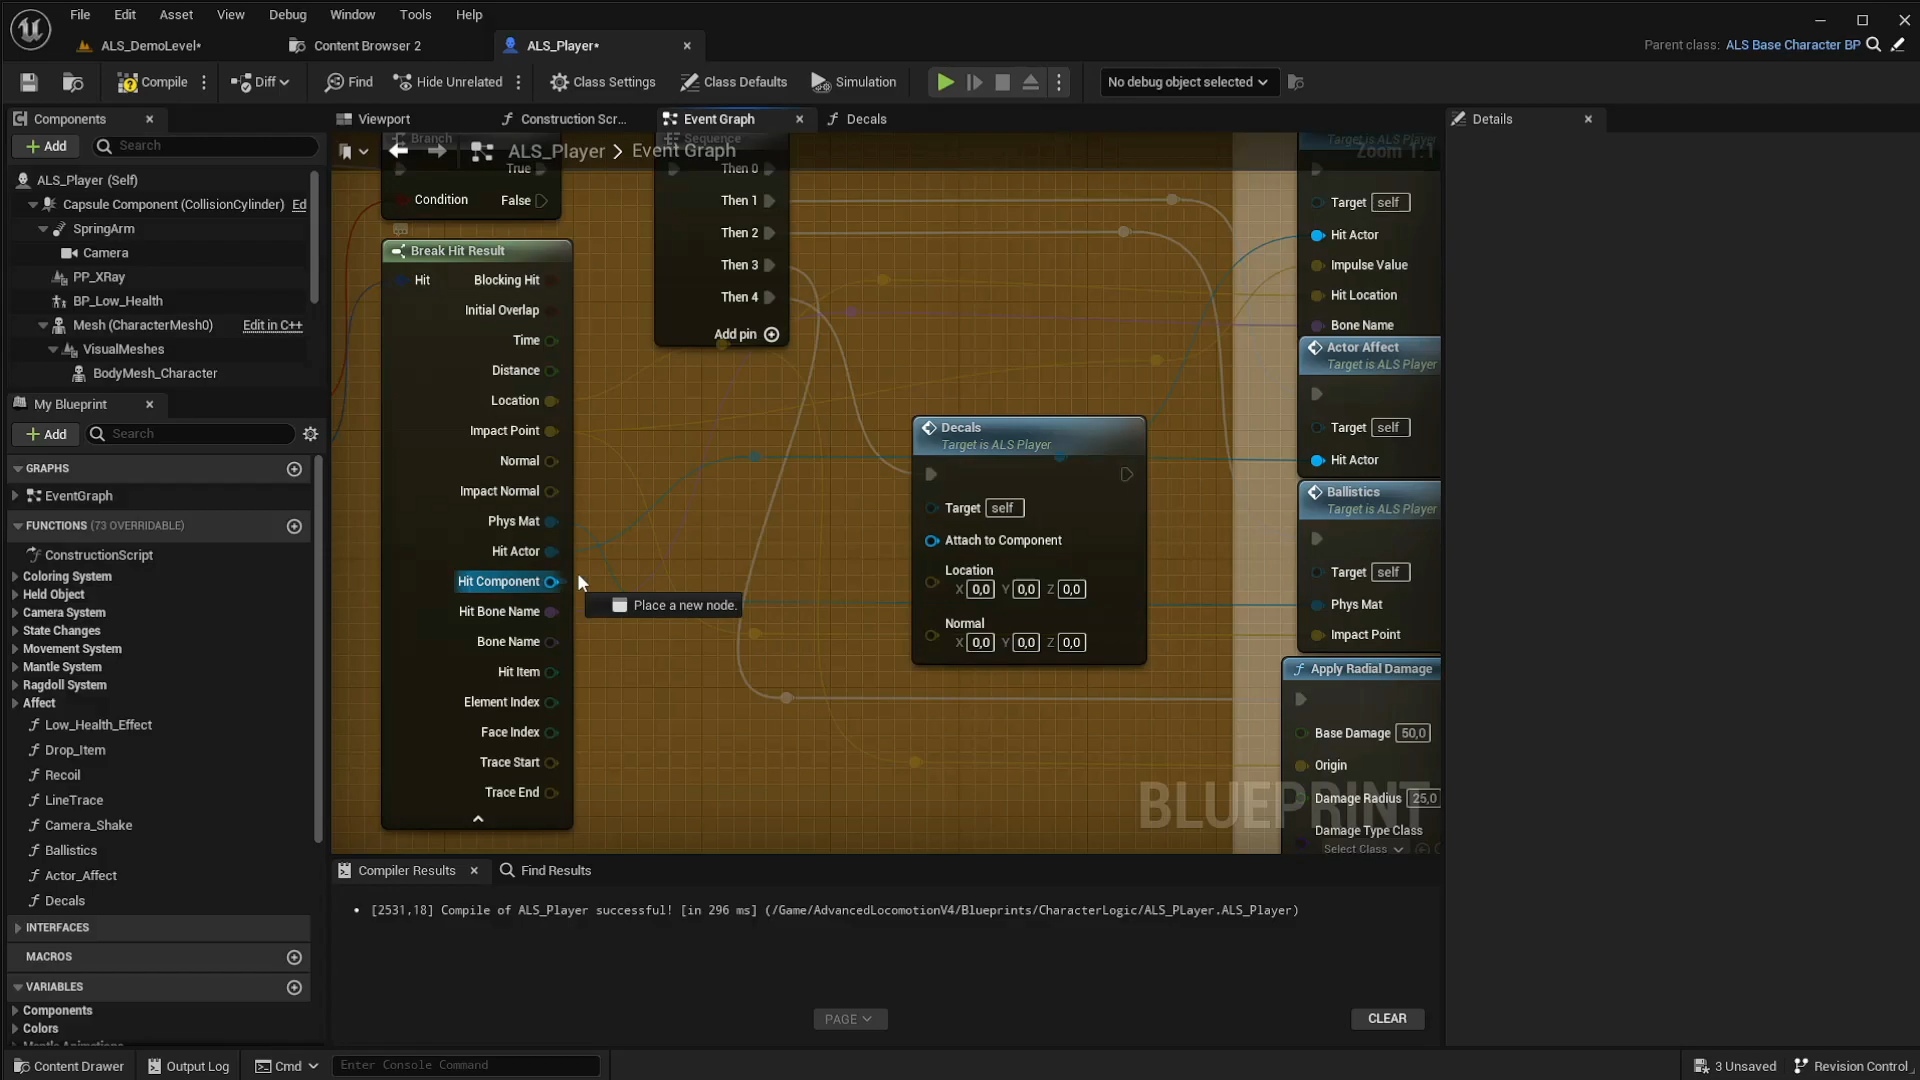 File Edit Asset View Debug Window Tools Help
ALS_DemoLevel* Content Browser 2 ALS_Player*
Parent class: ALS Base Character BP
Compile Diff Find Hide Unrelated Class Settings Class Defaults Simulation No debug object selected
Components
Add Search
ALS_Player (Self)
Capsule Component (CollisionCylinder) Ed
SpringArm
Camera
PP_XRay
BP_Low_Health
Mesh (CharacterMesh0) Edit in C++
VisualMeshes
BodyMesh_Character
My Blueprint
Add Search
GRAPHS
EventGraph
FUNCTIONS (73 OVERRIDABLE)
ConstructionScript
Coloring System
Held Object
Camera System
State Changes
Movement System
Mantle System
Ragdoll System
Affect
Low_Health_Effect
Drop_Item
Recoil
LineTrace
Camera_Shake
Ballistics
Actor_Affect
Decals
INTERFACES
MACROS
VARIABLES
Components
Colors
Mantle Animations
Viewport Construction Scr... Event Graph Decals
ALS_Player > Event Graph
Zoom 1:1
Branch
True
Condition False
Sequence
Then 0
Then 1
Then 2
Then 3
Then 4
Add pin
Break Hit Result
Hit Blocking Hit
Initial Overlap
Time
Distance
Location
Impact Point
Normal
Impact Normal
Phys Mat
Hit Actor
Hit Component
Hit Bone Name
Bone Name
Hit Item
Element Index
Face Index
Trace Start
Trace End
Place a new node.
Decals
Target is ALS Player
Target self
Attach to Component
Location
X 0,0 Y 0,0 Z 0,0
Normal
X 0,0 Y 0,0 Z 0,0
Target is ALS Player
Target self
Hit Actor
Impulse Value
Hit Location
Bone Name
Actor Affect
Target is ALS Player
Target self
Hit Actor
Ballistics
Target is ALS Player
Target self
Phys Mat
Impact Point
Apply Radial Damage
Base Damage 50,0
Origin
Damage Radius 25,0
Damage Type Class
Select Class
BLUEPRINT
Details
Compiler Results Find Results
[2531,18] Compile of ALS_Player successful! [in 296 ms] (/Game/AdvancedLocomotionV4/Blueprints/CharacterLogic/ALS_PLayer.ALS_Player)
PAGE CLEAR
Content Drawer Output Log Cmd Enter Console Command 3 Unsaved Revision Control